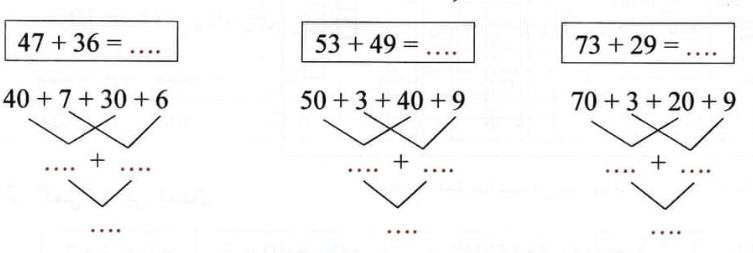 47 + 36 = .... 53 + 49 = .... 73 + 29 = ....
40 + 7 + 30 + 6 50 + 3 + 40 + 9 70 + 3 + 20 + 9
.... + .... .... + .... .... + ....
.... .... ....